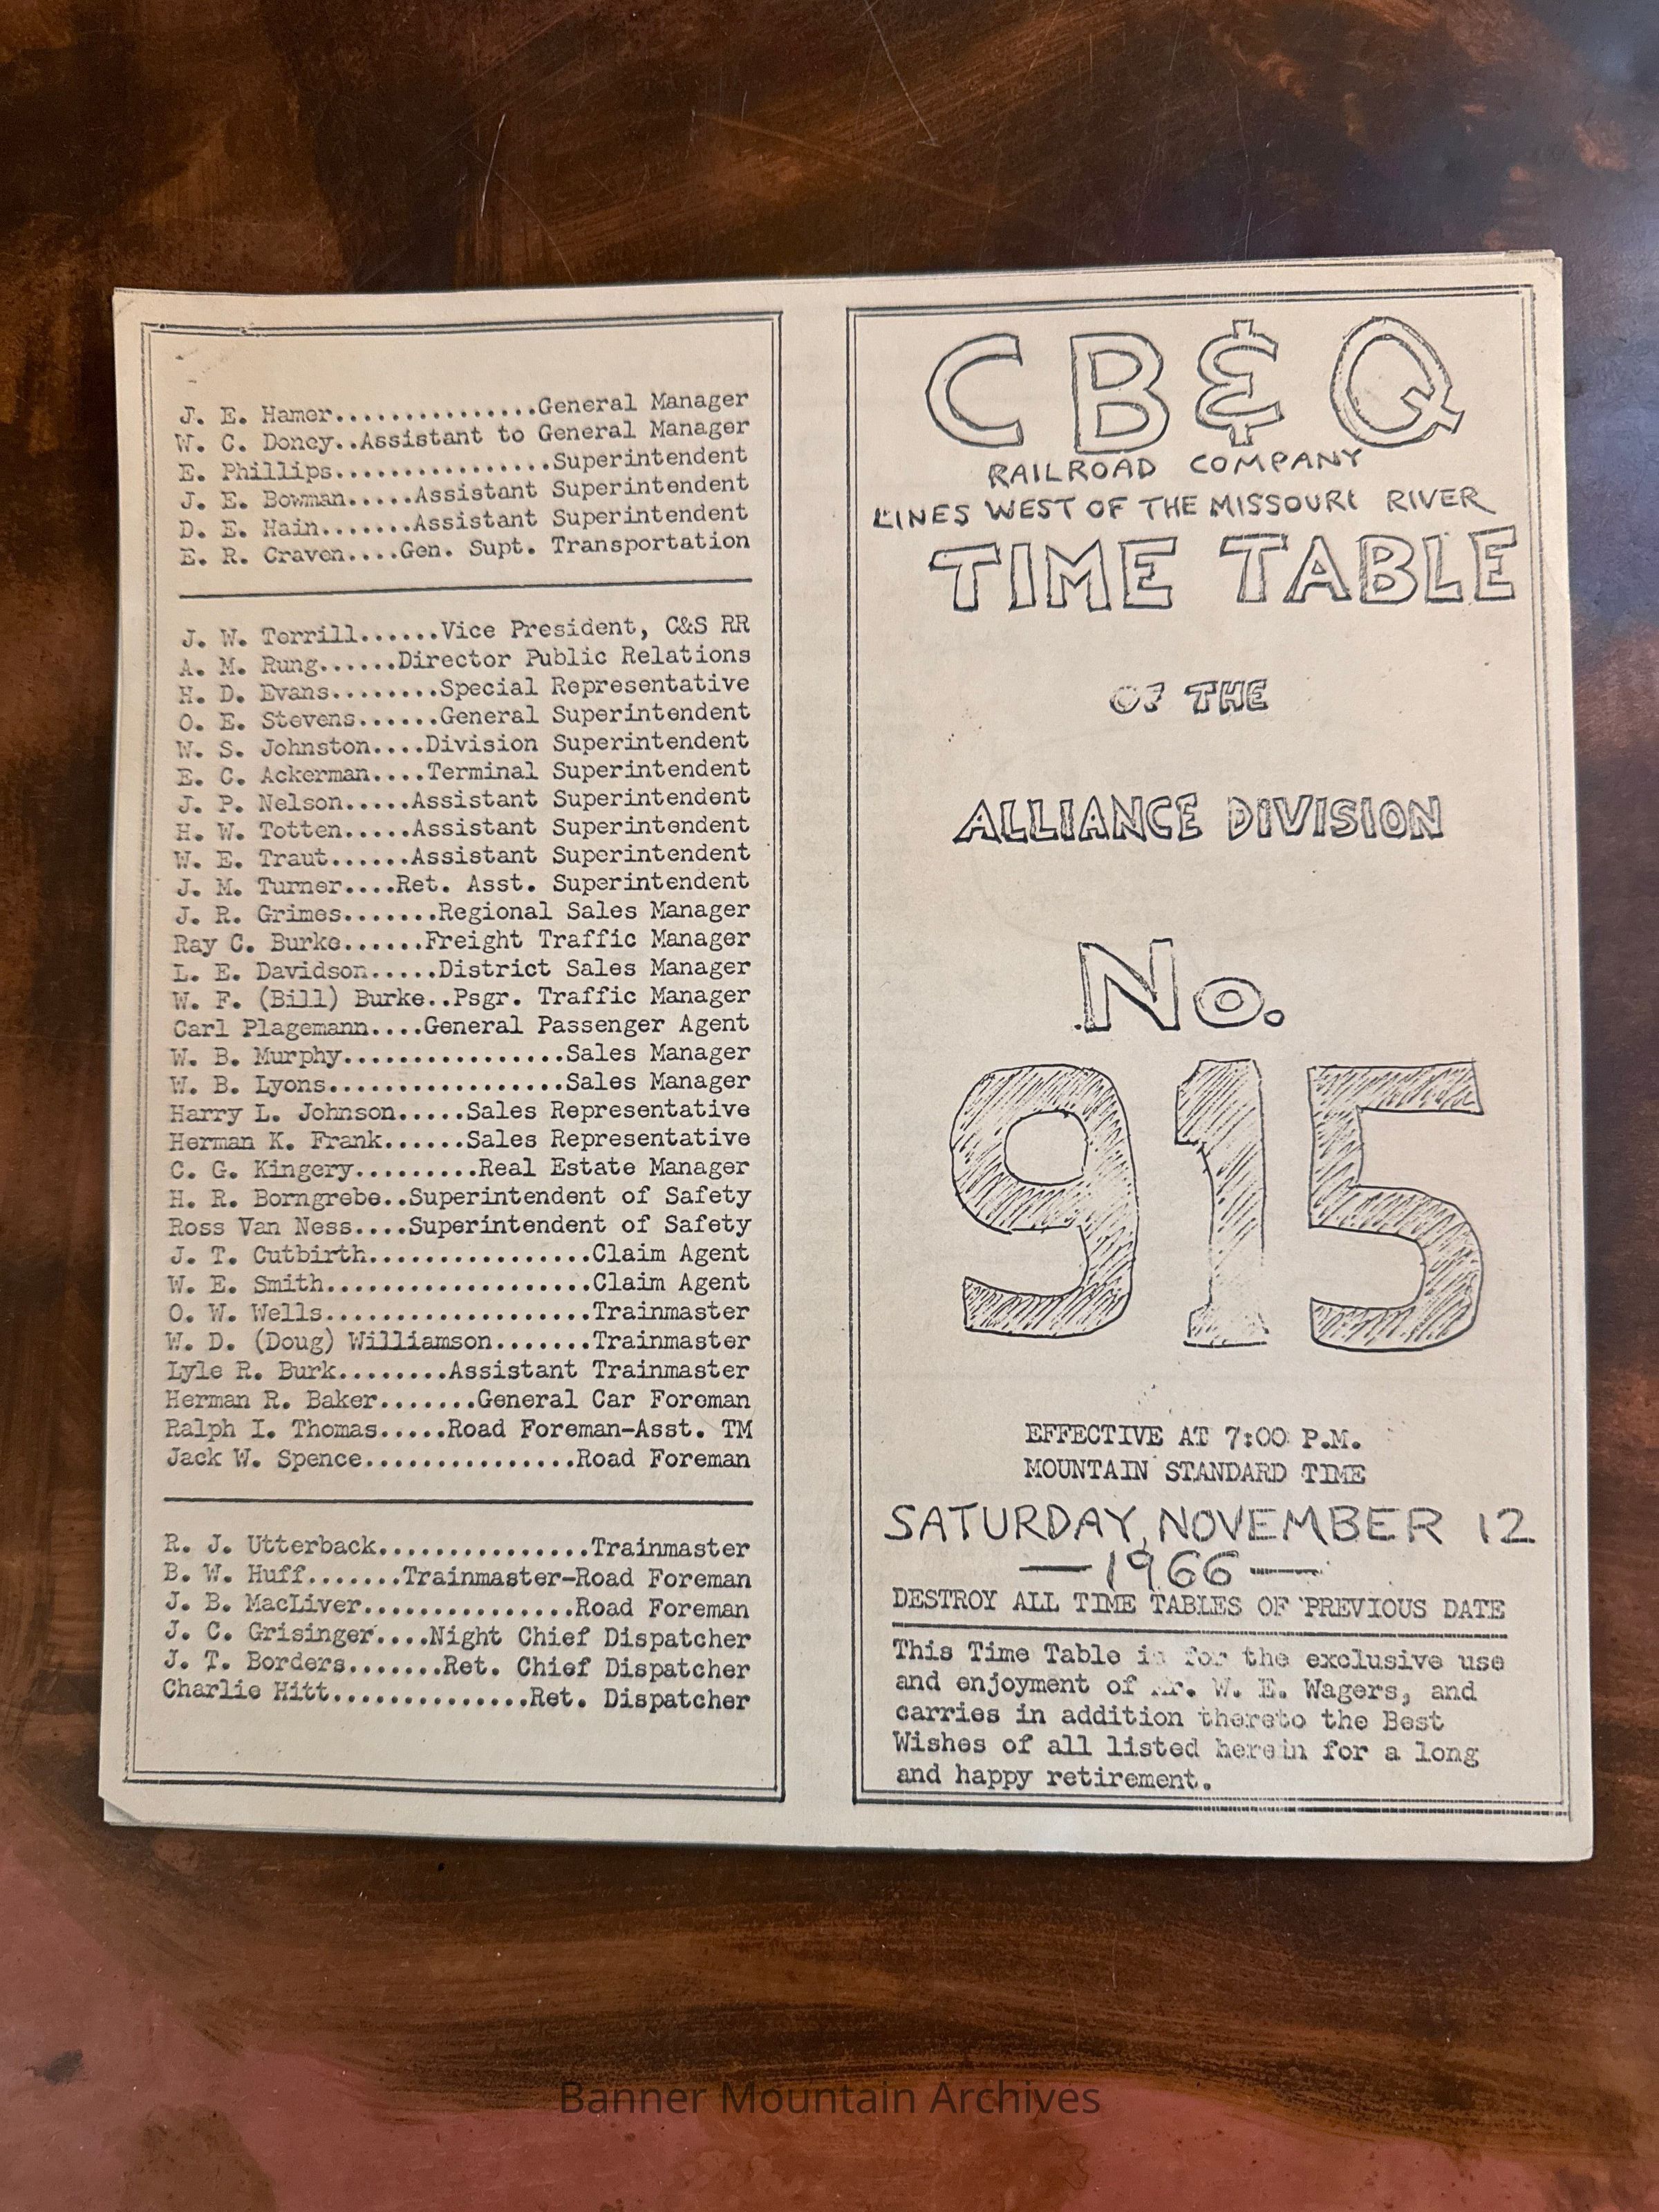 J. E. Hamer...............General Manager
W. C. Doney..Assistant to General Manager
E. Phillips................Superintendent
J. E. Bowman.....Assistant Superintendent
D. E. Hain.......Assistant Superintendent
E. R. Craven....Gen. Supt. Transportation
J. W. Terrill......Vice President, C&S RR
A. M. Rung......Director Public Relations
H. D. Evans........Special Representative
O. E. Stevens......General Superintendent
W. S. Johnston....Division Superintendent
E. C. Ackerman....Terminal Superintendent
J. P. Nelson.....Assistant Superintendent
H. W. Totten.....Assistant Superintendent
W. E. Traut......Assistant Superintendent
J. M. Turner....Ret. Asst. Superintendent
J. R. Grimes.......Regional Sales Manager
Ray C. Burke......Freight Traffic Manager
L. E. Davidson.....District Sales Manager
W. F. (Bill) Burke..Psgr. Traffic Manager
Carl Plagemann....General Passenger Agent
W. B. Murphy................Sales Manager
W. B. Lyons.................Sales Manager
Harry L. Johnson.....Sales Representative
Herman K. Frank......Sales Representative
C. G. Kingery.........Real Estate Manager
H. R. Borngrebe..Superintendent of Safety
Ross Van Ness....Superintendent of Safety
J. T. Cutbirth................Claim Agent
W. E. Smith...................Claim Agent
O. W. Wells....................Trainmaster
W. D. (Doug) Williamson.......Trainmaster
Lyle R. Burk........Assistant Trainmaster
Herman R. Baker.......General Car Foreman
Ralph I. Thomas.....Road Foreman-Asst. TM
Jack W. Spence...............Road Foreman
R. J. Utterback...............Trainmaster
B. W. Huff.......Trainmaster-Road Foreman
J. B. MacLiver...............Road Foreman
J. C. Grisinger....Night Chief Dispatcher
J. T. Borders.......Ret. Chief Dispatcher
Charlie Hitt..............Ret. Dispatcher
CB&Q
RAILROAD COMPANY
LINES WEST OF THE MISSOURI RIVER
TIME TABLE
OF THE
ALLIANCE DIVISION
No.
915
EFFECTIVE AT 7:00 P.M.
MOUNTAIN STANDARD TIME
SATURDAY, NOVEMBER 12
—1966—
DESTROY ALL TIME TABLES OF PREVIOUS DATE
This Time Table is for the exclusive use
and enjoyment of Mr. W. E. Wagers, and
carries in addition thereto the Best
Wishes of all listed herein for a long
and happy retirement.
Banner Mountain Archives